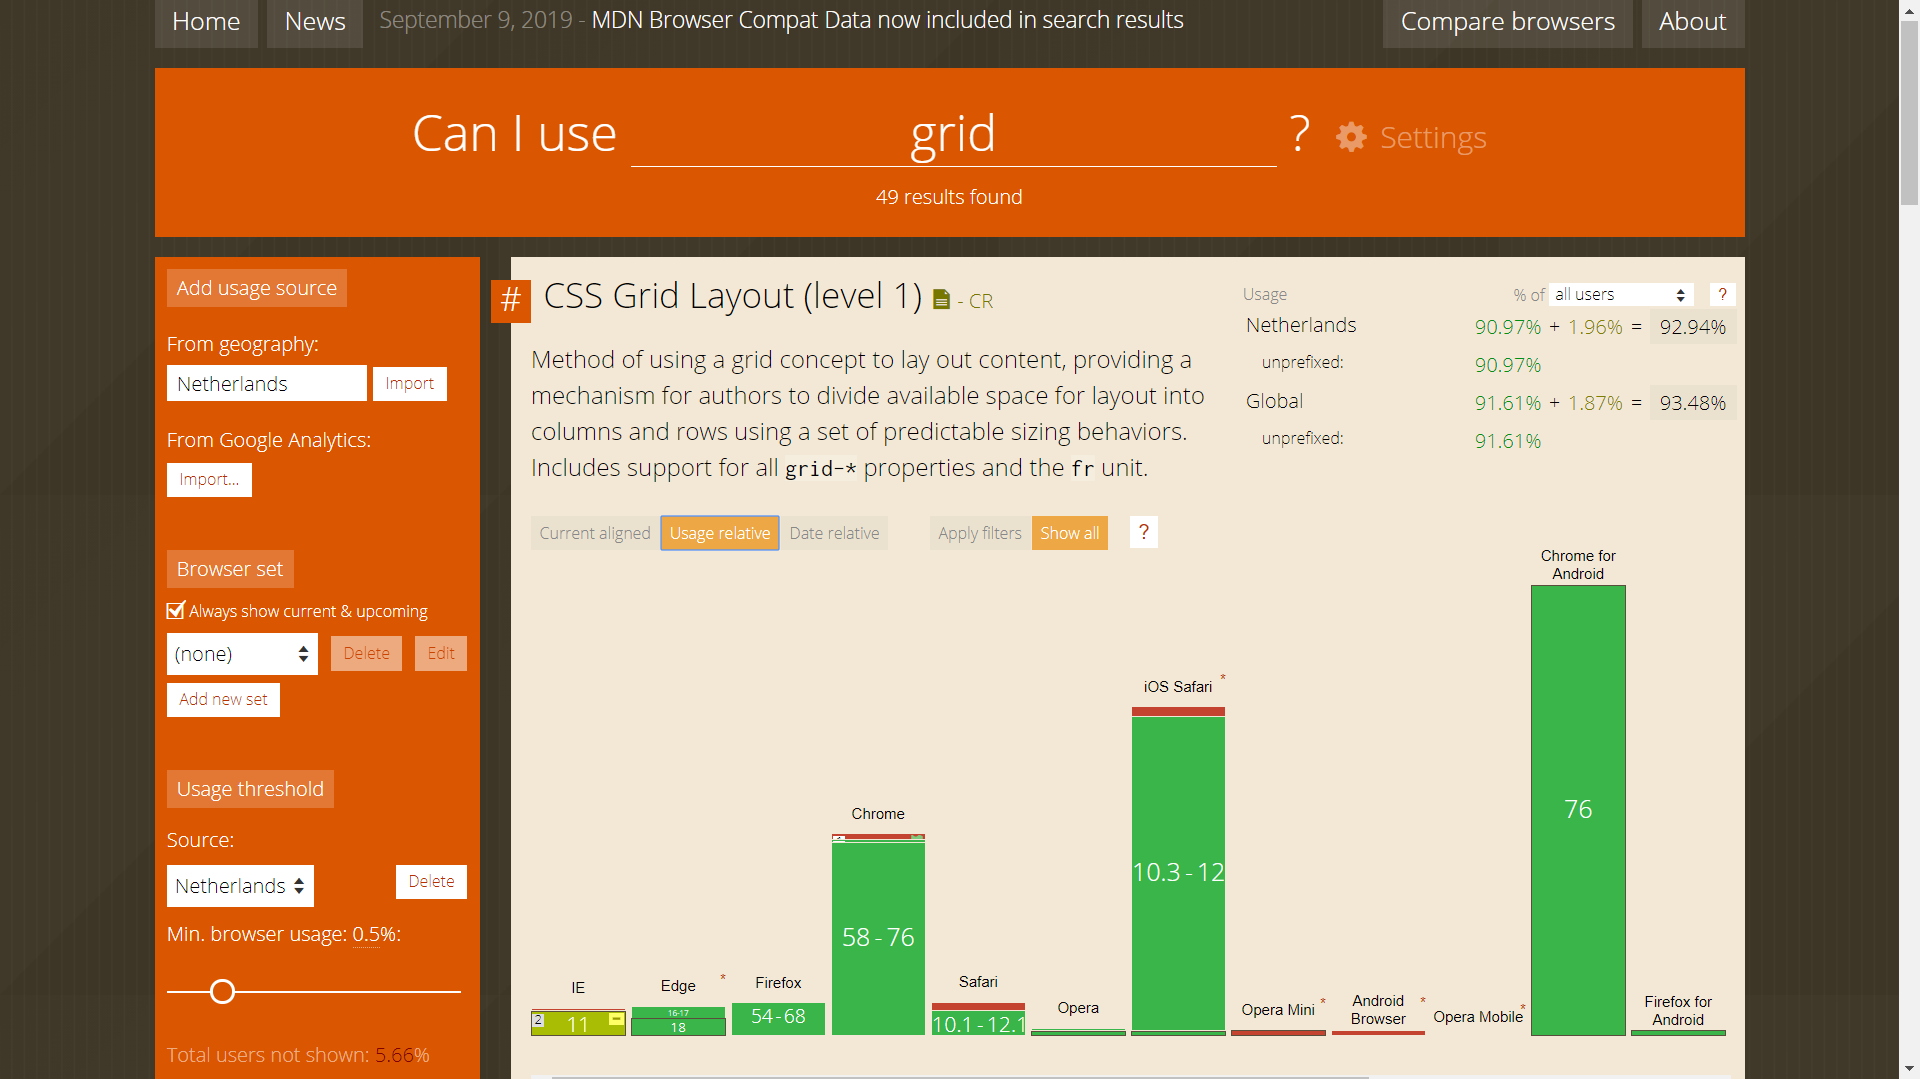 Home
News
September 9, 2019 - MDN Browser Compat Data now included in search results
Compare browsers
About
Can I use
grid
?
Settings
49 results found
Add usage source
From geography:
Netherlands
Import
From Google Analytics:
Import...
Browser set
Always show current & upcoming
(none)
Delete
Edit
Add new set
Usage threshold
Source:
Netherlands
Delete
Min. browser usage: 0.5%:
Total users not shown: 5.66%
#
CSS Grid Layout (level 1) - CR
Method of using a grid concept to lay out content, providing a
mechanism for authors to divide available space for layout into
columns and rows using a set of predictable sizing behaviors.
Includes support for all grid-* properties and the fr unit.
Usage
% of all users
?
Netherlands 90.97% + 1.96% = 92.94%
unprefixed: 90.97%
Global 91.61% + 1.87% = 93.48%
unprefixed: 91.61%
Current aligned
Usage relative
Date relative
Apply filters
Show all
?
IE
2
11
Edge *
16-17
18
Firefox
54-68
Chrome
58-76
Safari
10.1-12.1
Opera
iOS Safari *
10.3-12
Opera Mini *
Android
Browser *
Opera Mobile *
Chrome for
Android
76
Firefox for
Android